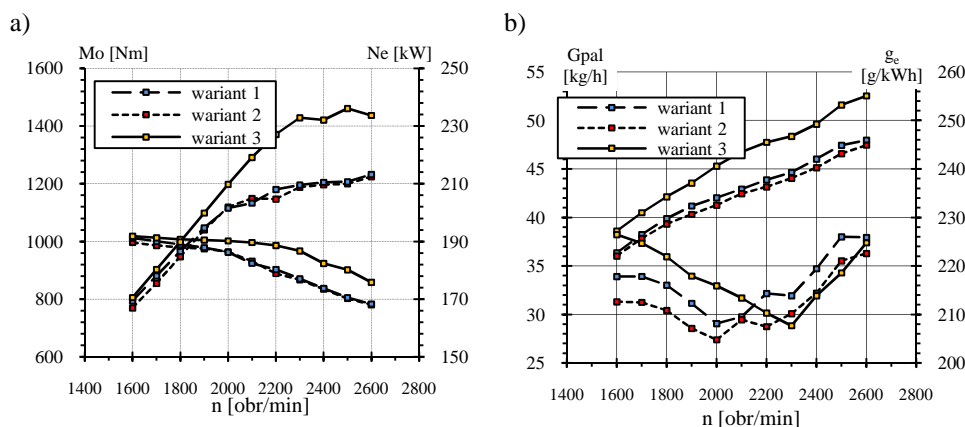 a)
Mo [Nm]
Ne [kW]
1600
1400
1200
1000
800
600
250
230
210
190
170
150
wariant 1
wariant 2
wariant 3
1400 1600 1800 2000 2200 2400 2600 2800
n [obr/min]
b)
Gpal
[kg/h]
gₑ
[g/kWh]
55
50
45
40
35
30
25
260
250
240
230
220
210
200
wariant 1
wariant 2
wariant 3
1400 1600 1800 2000 2200 2400 2600 2800
n [obr/min]